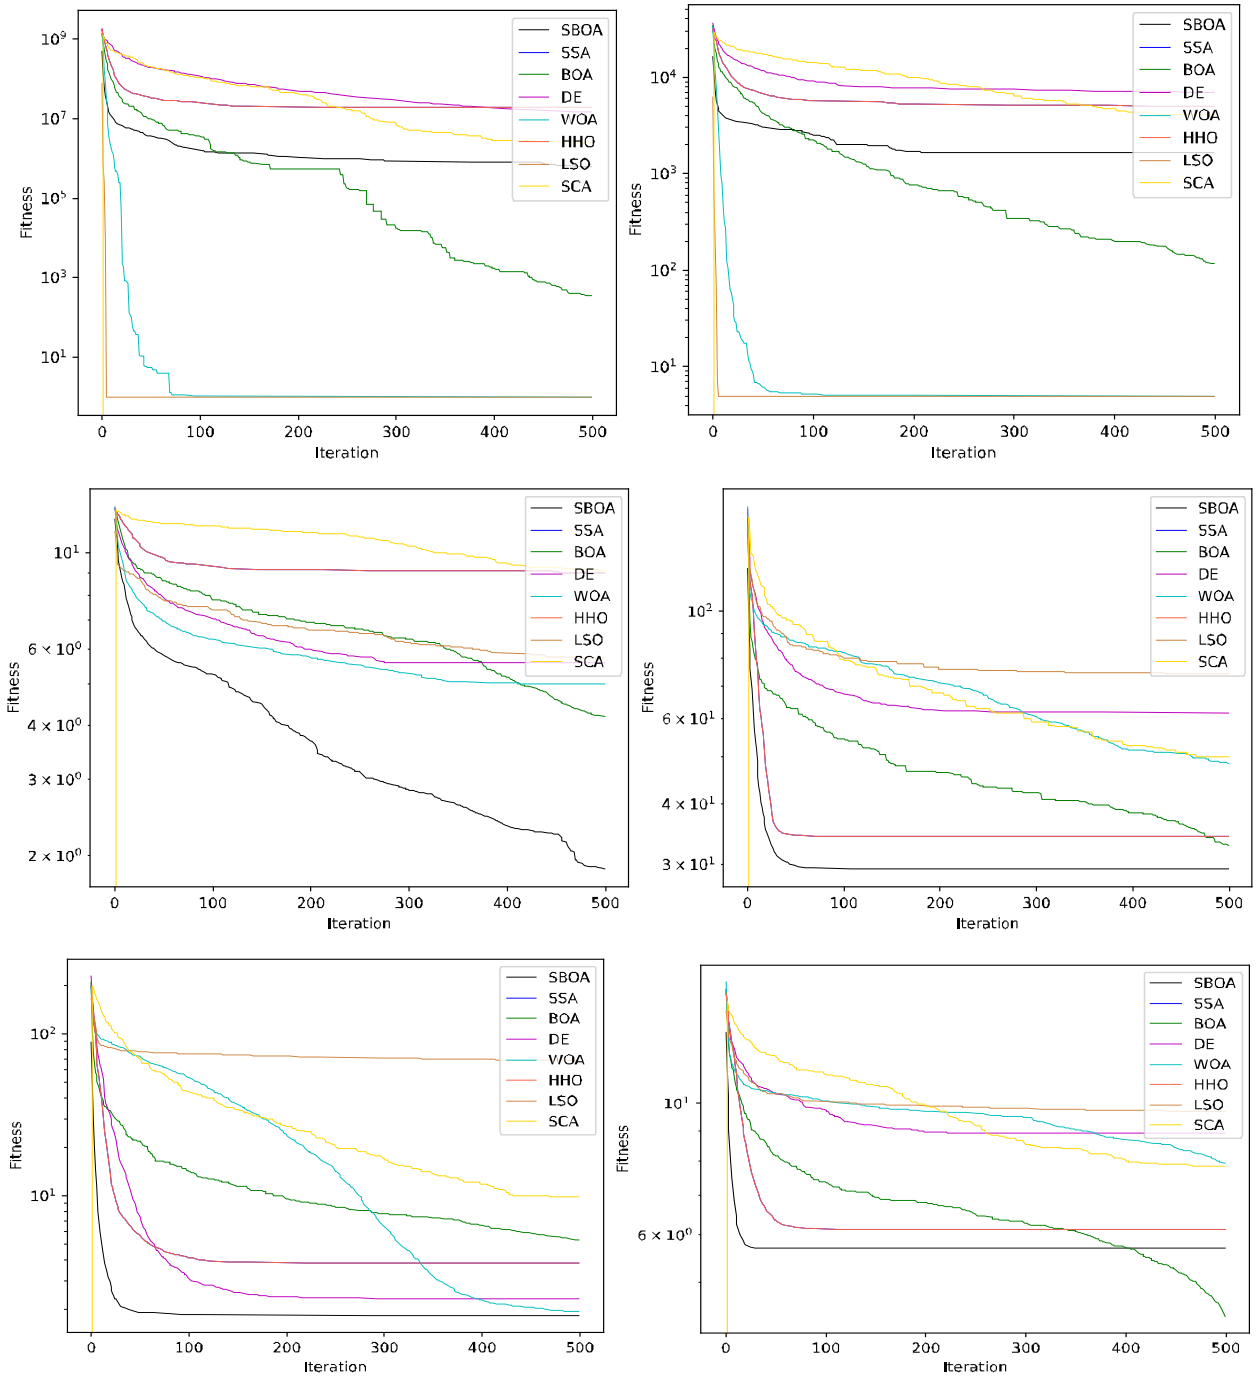 10⁹
10⁷
10⁵
10³
10¹
Fitness
0
100
200
300
400
500
Iteration
SBOA
SSA
BOA
DE
WOA
HHO
LSO
SCA
10⁴
10³
10²
10¹
Fitness
0
100
200
300
400
500
Iteration
SBOA
SSA
BOA
DE
WOA
HHO
LSO
SCA
10¹
6 × 10⁰
4 × 10⁰
3 × 10⁰
2 × 10⁰
Fitness
0
100
200
300
400
500
Iteration
SBOA
SSA
BOA
DE
WOA
HHO
LSO
SCA
10²
6 × 10¹
4 × 10¹
3 × 10¹
Fitness
0
100
200
300
400
500
Iteration
SBOA
SSA
BOA
DE
WOA
HHO
LSO
SCA
10²
10¹
Fitness
0
100
200
300
400
500
Iteration
SBOA
SSA
BOA
DE
WOA
HHO
LSO
SCA
10¹
6 × 10⁰
Fitness
0
100
200
300
400
500
Iteration
SBOA
SSA
BOA
DE
WOA
HHO
LSO
SCA